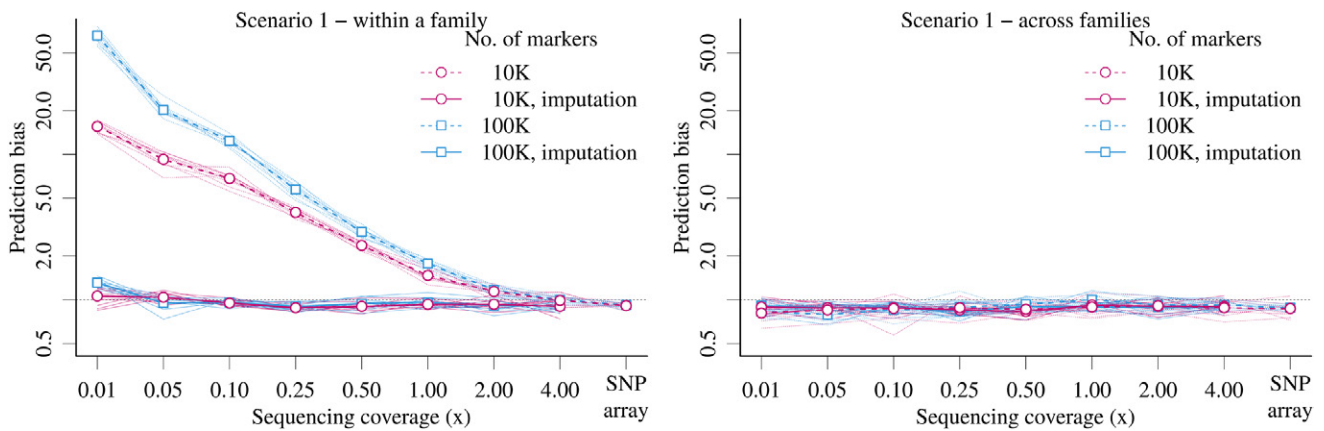 Scenario 1 – within a family
No. of markers
10K
10K, imputation
100K
100K, imputation
Prediction bias
50.0
20.0
5.0
2.0
0.5
0.01 0.05 0.10 0.25 0.50 1.00 2.00 4.00 SNP array
Sequencing coverage (x)
Scenario 1 – across families
No. of markers
10K
10K, imputation
100K
100K, imputation
Prediction bias
50.0
20.0
5.0
2.0
0.5
0.01 0.05 0.10 0.25 0.50 1.00 2.00 4.00 SNP array
Sequencing coverage (x)